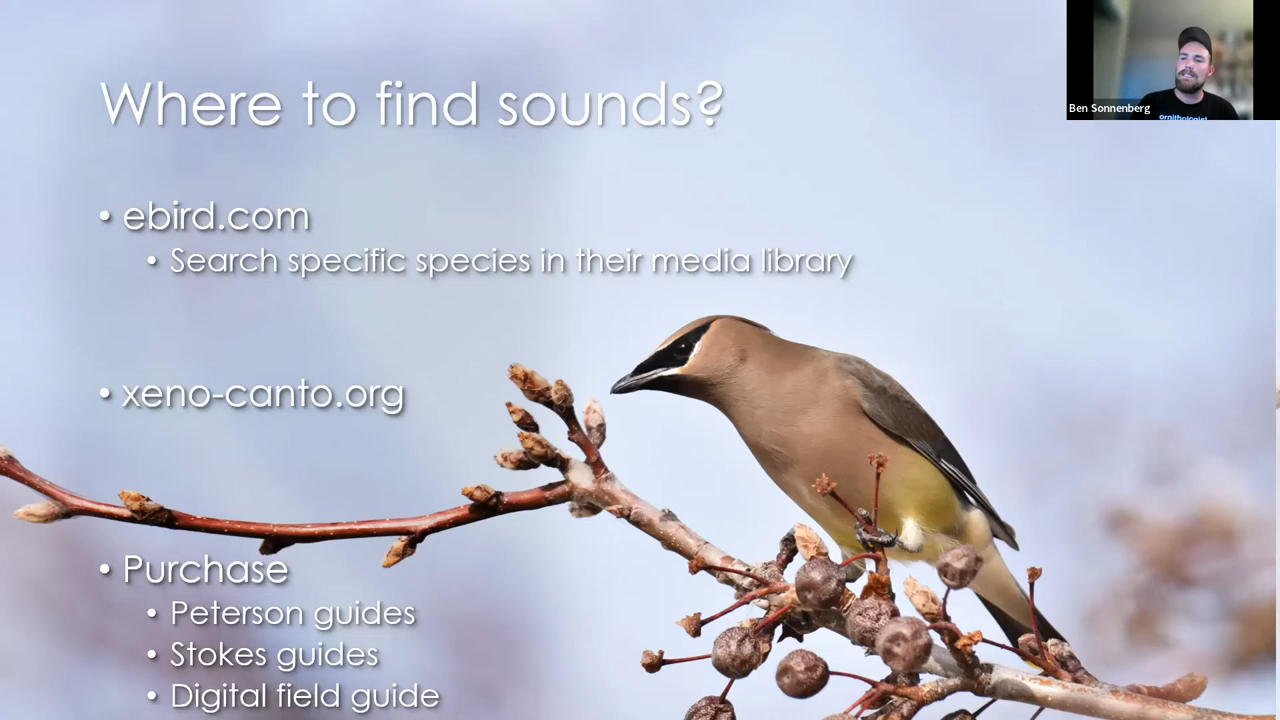 Where to find sounds?
Ben Sonnenberg
ornithologist
• ebird.com
• Search specific species in their media library
• xeno-canto.org
• Purchase
• Peterson guides
• Stokes guides
• Digital field guide